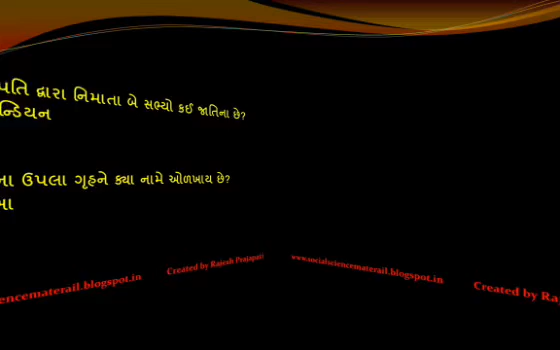 પતિ દ્વારા નિમાતા બે સભ્યો કઈ જાતિના છે?
ન્ડિયન
ના ઉપલા ગૃહને ક્યા નામે ઓળખાય છે?
encematerail.blogspot.in Created by Rajesh Prajapati www.socialsciencematerail.blogspot.in Created by Ra